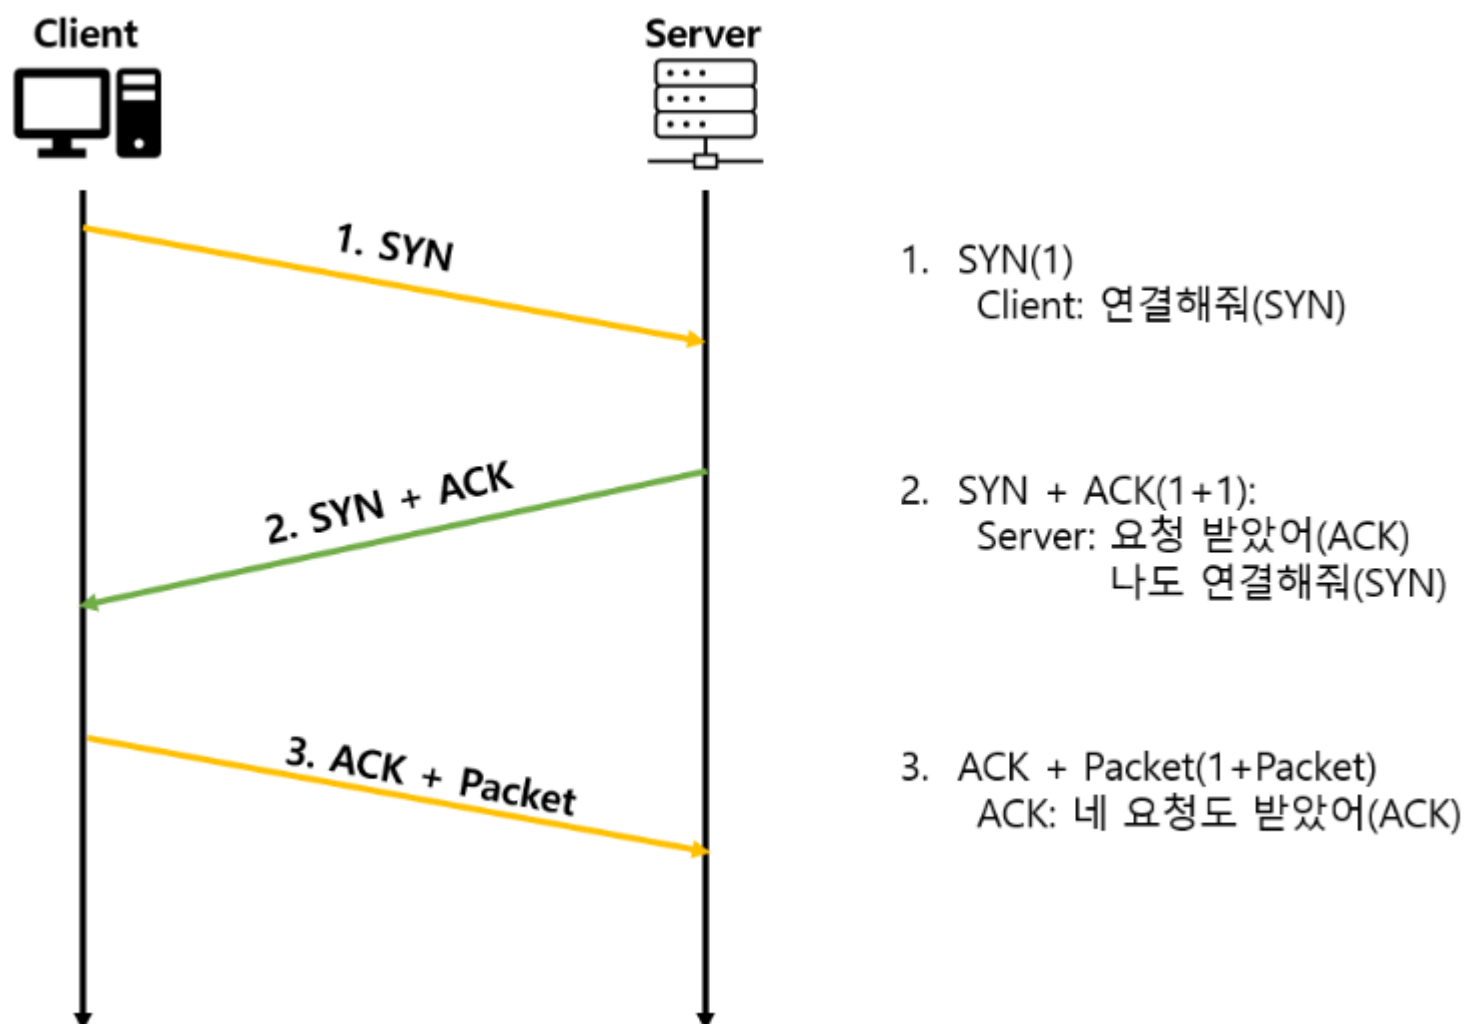 Client
Server
1. SYN
2. SYN + ACK
3. ACK + Packet
1. SYN(1)
Client: 연결해줘(SYN)
2. SYN + ACK(1+1):
Server: 요청 받았어(ACK)
나도 연결해줘(SYN)
3. ACK + Packet(1+Packet)
ACK: 네 요청도 받았어(ACK)